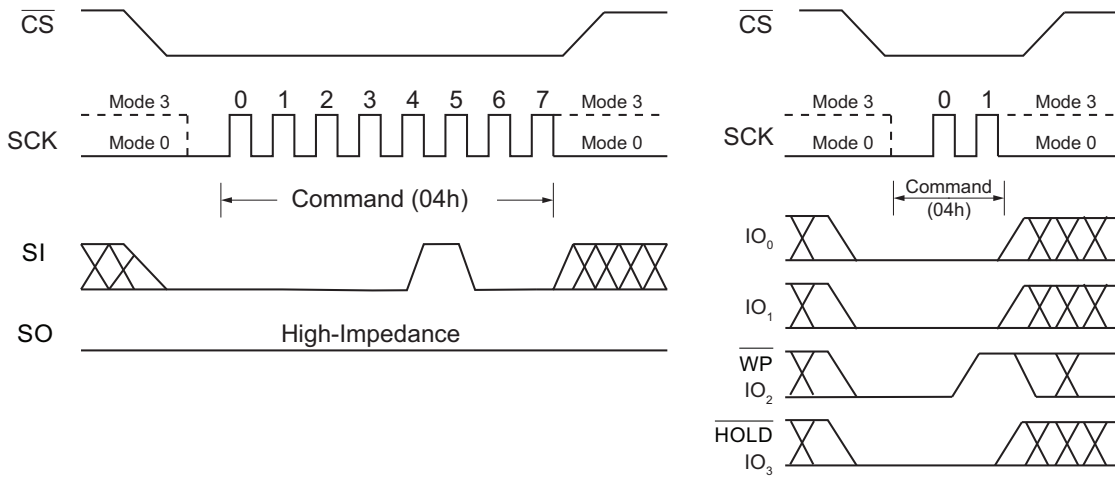 CS
Mode 3 0 1 2 3 4 5 6 7 Mode 3
SCK
Mode 0 Mode 0
Command (04h)
SI
SO
High-Impedance
CS
Mode 3 0 1 Mode 3
SCK
Mode 0 Mode 0
Command
(04h)
IO0
IO1
WP
IO2
HOLD
IO3